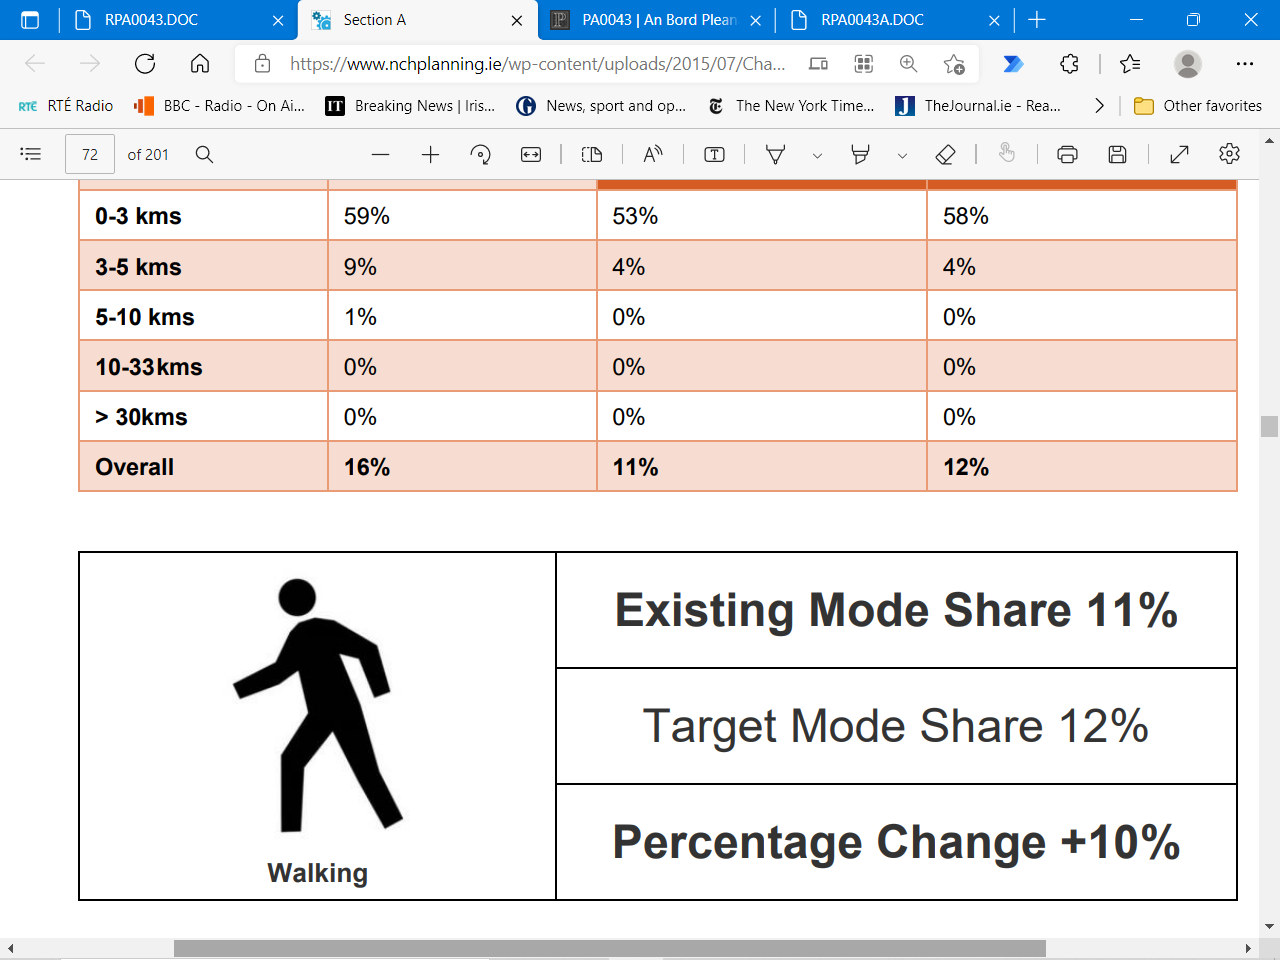 RPA0043.DOC
Section A
PA0043 | An Bord Plean
RPA0043A.DOC
https://www.nchplanning.ie/wp-content/uploads/2015/07/Cha...
RTÉ RTÉ Radio
BBC - Radio - On Ai...
IT Breaking News | Iris...
G News, sport and op...
T The New York Time...
J TheJournal.ie - Rea...
Other favorites
72 of 201
0-3 kms 59% 53% 58%
3-5 kms 9% 4% 4%
5-10 kms 1% 0% 0%
10-33kms 0% 0% 0%
> 30kms 0% 0% 0%
Overall 16% 11% 12%
Existing Mode Share 11%
Target Mode Share 12%
Percentage Change +10%
Walking